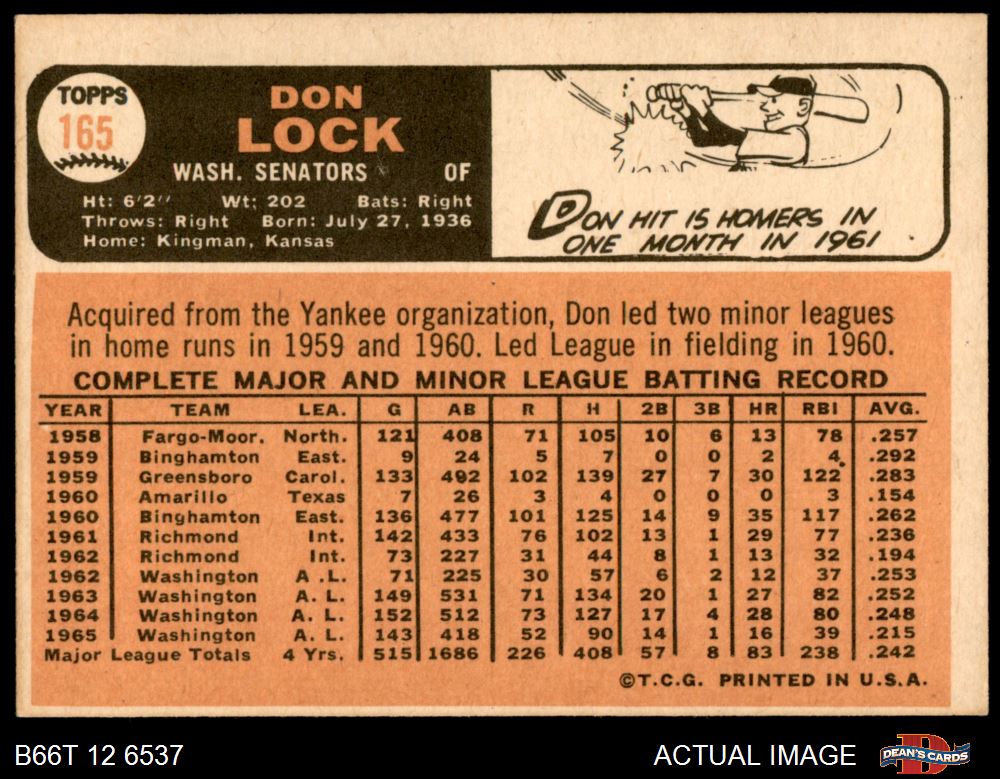 TOPPS
165
DON
LOCK
WASH. SENATORS OF
Ht: 6'2" Wt: 202 Bats: Right
Throws: Right Born: July 27, 1936
Home: Kingman, Kansas
DON HIT 15 HOMERS IN
ONE MONTH IN 1961
Acquired from the Yankee organization, Don led two minor leagues
in home runs in 1959 and 1960. Led League in fielding in 1960.
COMPLETE MAJOR AND MINOR LEAGUE BATTING RECORD
YEAR TEAM LEA. G AB R H 2B 3B HR RBI AVG.
1958 Fargo-Moor. North. 121 408 71 105 10 6 13 78 .257
1959 Binghamton East. 9 24 5 7 0 0 2 4 .292
1959 Greensboro Carol. 133 492 102 139 27 7 30 122 .283
1960 Amarillo Texas 7 26 3 4 0 0 0 3 .154
1960 Binghamton East. 136 477 101 125 14 9 35 117 .262
1961 Richmond Int. 142 433 76 102 13 1 29 77 .236
1962 Richmond Int. 73 227 31 44 8 1 13 32 .194
1962 Washington A .L. 71 225 30 57 6 2 12 37 .253
1963 Washington A. L. 149 531 71 134 20 1 27 82 .252
1964 Washington A. L. 152 512 73 127 17 4 28 80 .248
1965 Washington A. L. 143 418 52 90 14 1 16 39 .215
Major League Totals 4 Yrs. 515 1686 226 408 57 8 83 238 .242
©T.C.G. PRINTED IN U.S.A.
B66T 12 6537 ACTUAL IMAGE DEAN'S CARDS